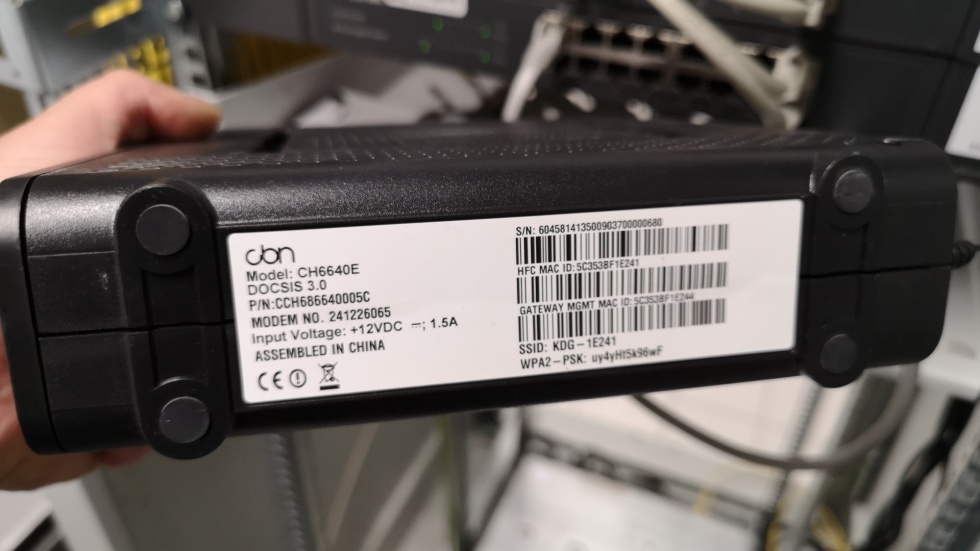 cbn
Model: CH6640E
DOCSIS 3.0
P/N:CCH686640005C
MODEM NO. 241226065
Input Voltage: +12VDC ⎓; 1.5A
ASSEMBLED IN CHINA
CE
S/N: 604581413500903700000680
HFC MAC ID:5C353BF1E241
GATEWAY MGMT MAC ID:5C353BF1E244
SSID: KDG-1E241
WPA2-PSK: uy4yHt5k96wF